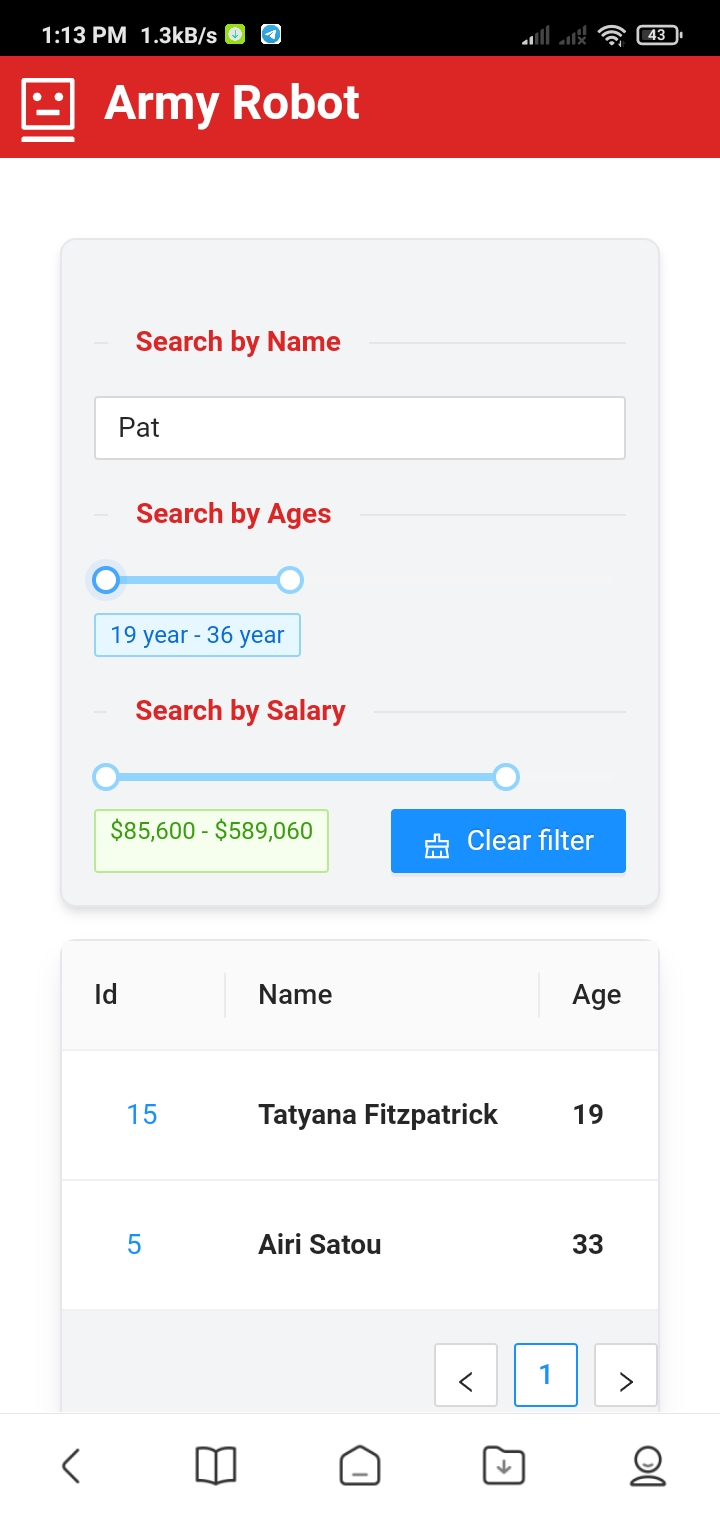 1:13 PM 1.3kB/s 43
Army Robot
Search by Name
Pat
Search by Ages
19 year - 36 year
Search by Salary
$85,600 - $589,060
Clear filter
Id Name Age
15 Tatyana Fitzpatrick 19
5 Airi Satou 33
< 1 >